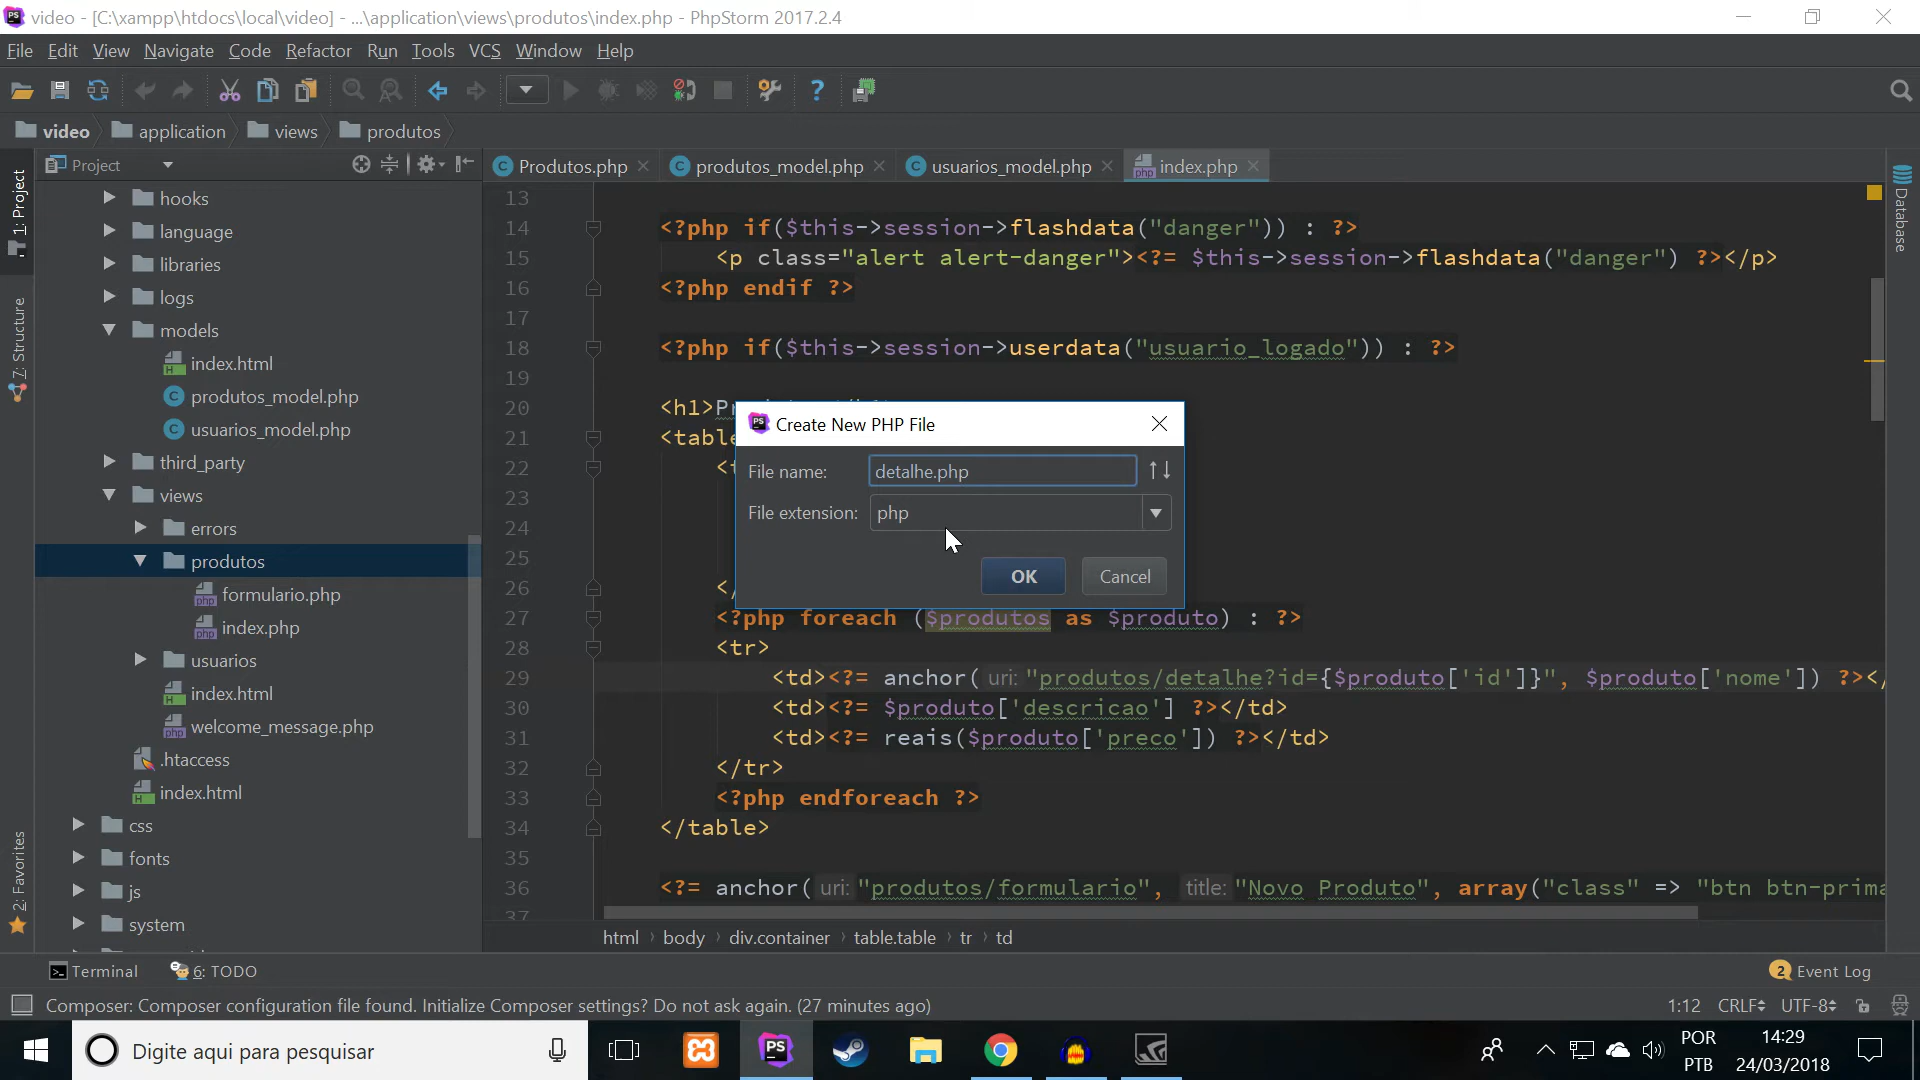 video - [C:\xampp\htdocs\local\video] - ...\application\views\produtos\index.php - PhpStorm 2017.2.4
File Edit View Navigate Code Refactor Run Tools VCS Window Help
video application views produtos
Project
Produtos.php produtos_model.php usuarios_model.php index.php
1: Project
7: Structure
2: Favorites
Database
hooks
language
libraries
logs
models
index.html
produtos_model.php
usuarios_model.php
third_party
views
errors
produtos
formulario.php
index.php
usuarios
index.html
welcome_message.php
.htaccess
index.html
css
fonts
js
system
13
14 <?php if($this->session->flashdata("danger")) : ?>
15 <p class="alert alert-danger"><?= $this->session->flashdata("danger") ?></p>
16 <?php endif ?>
17
18 <?php if($this->session->userdata("usuario_logado")) : ?>
19
20 <h1>
21 <table
22
23
24
25
26 </
27 <?php foreach ($produtos as $produto) : ?>
28 <tr>
29 <td><?= anchor( uri: "produtos/detalhe?id={$produto['id']}", $produto['nome']) ?></
30 <td><?= $produto['descricao'] ?></td>
31 <td><?= reais($produto['preco']) ?></td>
32 </tr>
33 <?php endforeach ?>
34 </table>
35
36 <?= anchor( uri: "produtos/formulario", title: "Novo Produto", array("class" => "btn btn-prima
37
Create New PHP File
File name: detalhe.php
File extension: php
OK Cancel
html body div.container table.table tr td
Terminal 6: TODO 2 Event Log
Composer: Composer configuration file found. Initialize Composer settings? Do not ask again. (27 minutes ago) 1:12 CRLF UTF-8
Digite aqui para pesquisar
POR
PTB
14:29
24/03/2018